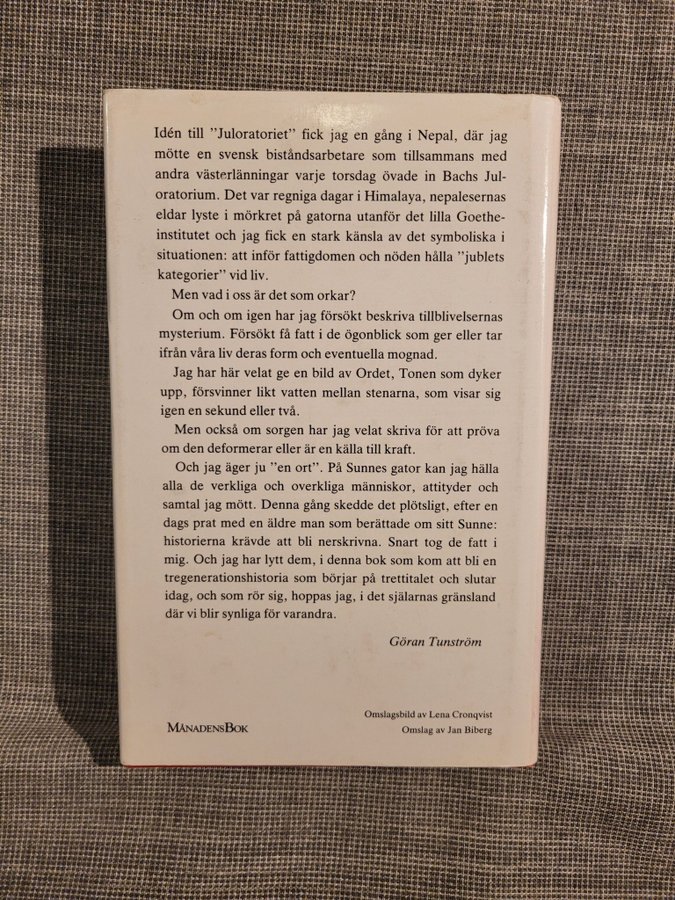 Idén till ”Juloratoriet” fick jag en gång i Nepal, där jag
mötte en svensk biståndsarbetare som tillsammans med
andra västerlänningar varje torsdag övade in Bachs Jul-
oratorium. Det var regniga dagar i Himalaya, nepalesernas
eldar lyste i mörkret på gatorna utanför det lilla Goethe-
institutet och jag fick en stark känsla av det symboliska i
situationen: att inför fattigdomen och nöden hålla ”jublets
kategorier” vid liv.
Men vad i oss är det som orkar?
Om och om igen har jag försökt beskriva tillblivelsernas
mysterium. Försökt få fatt i de ögonblick som ger eller tar
ifrån våra liv deras form och eventuella mognad.
Jag har här velat ge en bild av Ordet, Tonen som dyker
upp, försvinner likt vatten mellan stenarna, som visar sig
igen en sekund eller två.
Men också om sorgen har jag velat skriva för att pröva
om den deformerar eller är en källa till kraft.
Och jag äger ju ”en ort”. På Sunnes gator kan jag hälla
alla de verkliga och overkliga människor, attityder och
samtal jag mött. Denna gång skedde det plötsligt, efter en
dags prat med en äldre man som berättade om sitt Sunne:
historierna krävde att bli nerskrivna. Snart tog de fatt i
mig. Och jag har lytt dem, i denna bok som kom att bli en
tregenerationshistoria som börjar på trettitalet och slutar
idag, och som rör sig, hoppas jag, i det själarnas gränsland
där vi blir synliga för varandra.
Göran Tunström
Omslagsbild av Lena Cronqvist
MÅNADENSBOK
Omslag av Jan Biberg